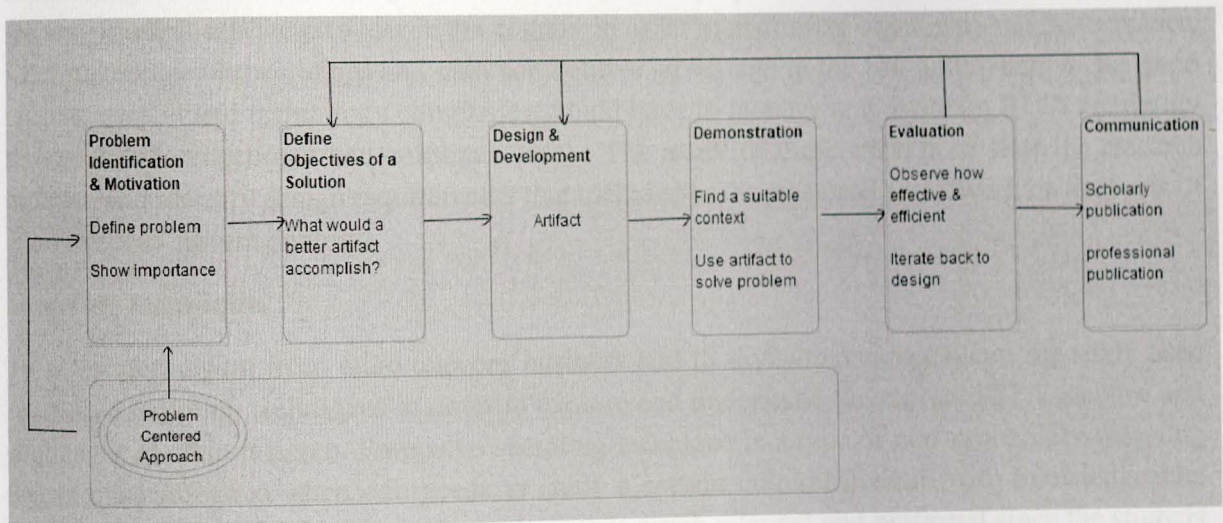 Problem
Identification
& Motivation
Define problem
Show importance
Define
Objectives of a
Solution
What would a
better artifact
accomplish?
Design &
Development
Artifact
Demonstration
Find a suitable
context
Use artifact to
solve problem
Evaluation
Observe how
effective &
efficient
Iterate back to
design
Communication
Scholarly
publication
professional
publication
Problem
Centered
Approach